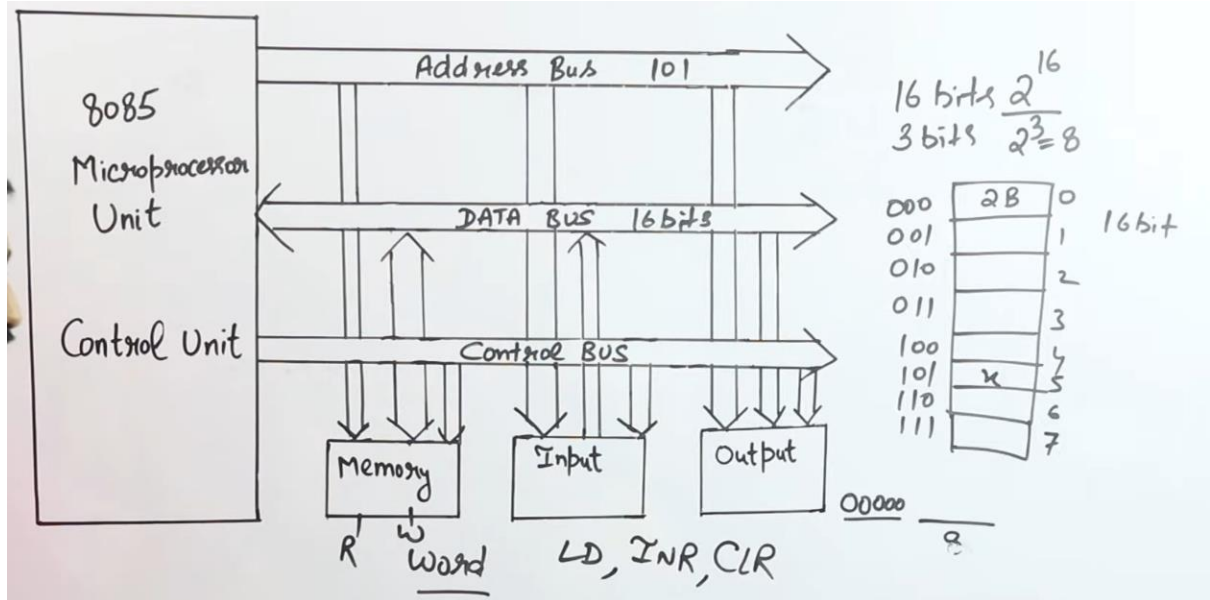 Address Bus 101
8085
Microprocessor
Unit
DATA BUS 16 bits
Control Unit
Control BUS
Memory
Input
Output
R W
Word
LD, INR, CLR
16 bits 2^16
3 bits 2^3=8
000 2B 0
16 bit
001 1
010 2
011 3
100 4
101 x 5
110 6
111 7
00000
8